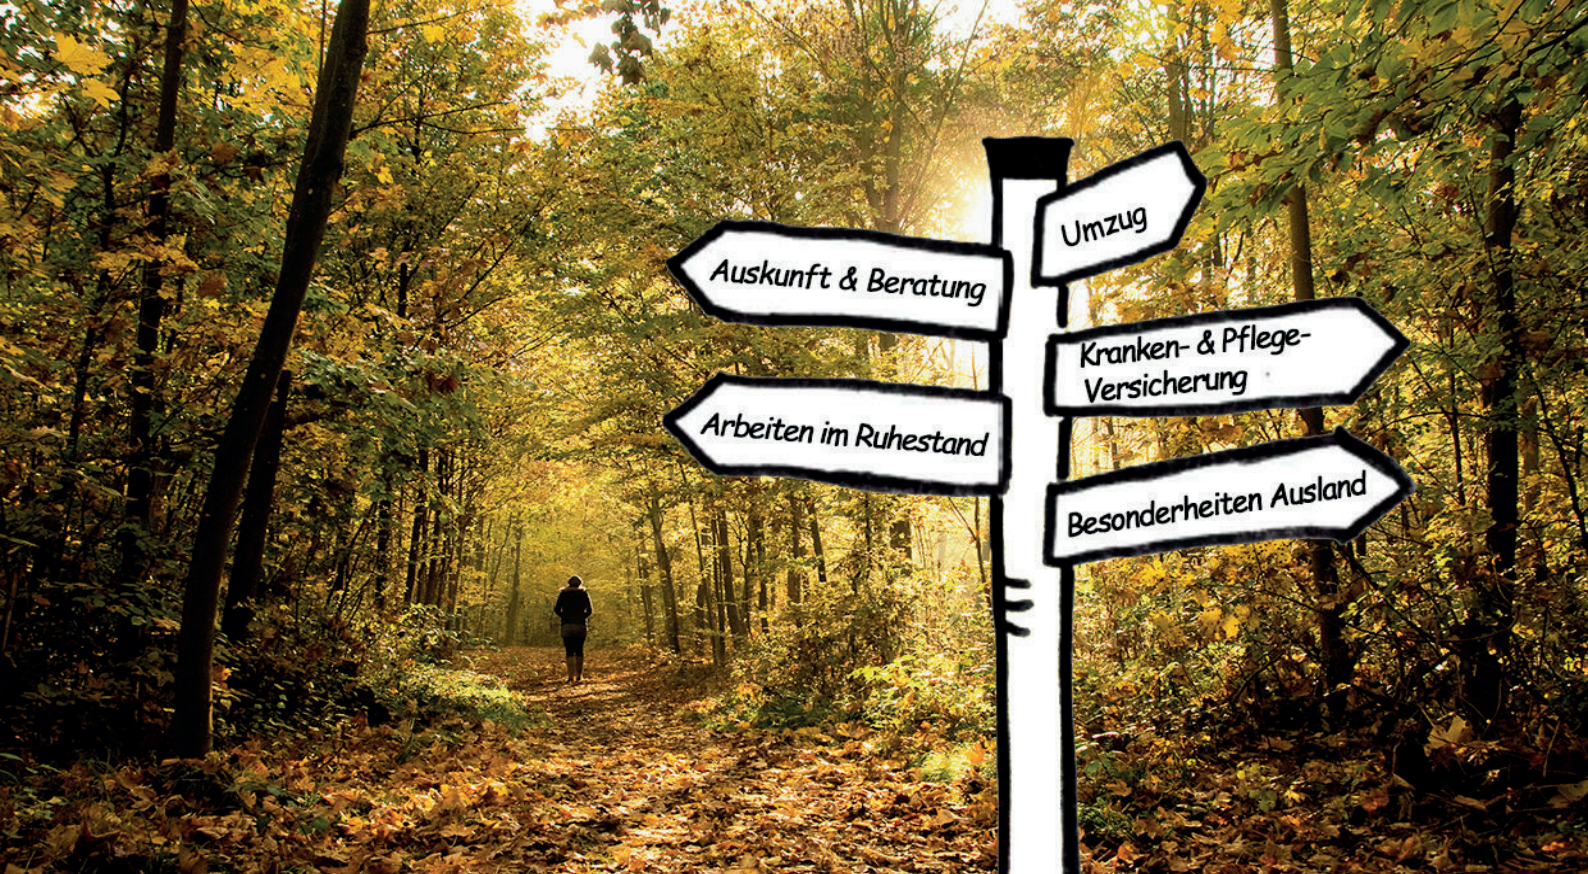 Umzug
Auskunft & Beratung
Kranken- & Pflege-
Versicherung
Arbeiten im Ruhestand
Besonderheiten Ausland